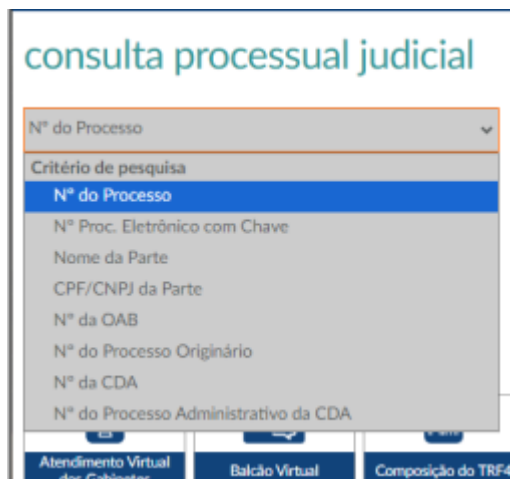 consulta processual judicial
Nº do Processo
Critério de pesquisa
Nº do Processo
Nº Proc. Eletrônico com Chave
Nome da Parte
CPF/CNPJ da Parte
Nº da OAB
Nº do Processo Originário
Nº da CDA
Nº do Processo Administrativo da CDA
Atendimento Virtual
dos Gabinetes
Balcão Virtual
Composição do TRF4